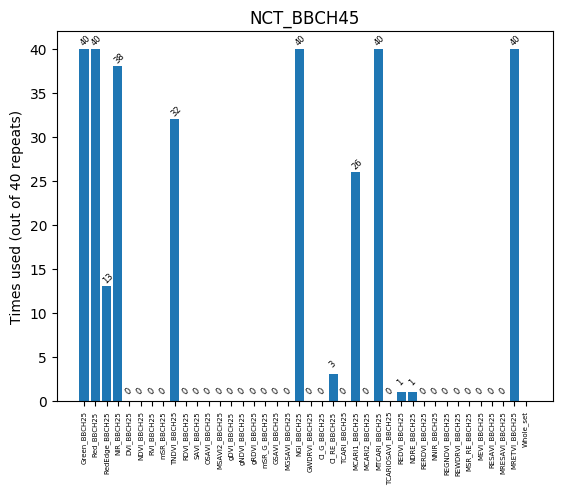 NCT_BBCH45
Times used (out of 40 repeats)
40
35
30
25
20
15
10
5
0
40
40
13
38
0
0
0
0
32
0
0
0
0
0
0
0
0
0
0
40
0
0
3
0
26
0
40
0
1
1
0
0
0
0
0
0
0
0
40
Green_BBCH25
Red_BBCH25
RedEdge_BBCH25
NIR_BBCH25
DVI_BBCH25
NDVI_BBCH25
RVI_BBCH25
mSR_BBCH25
TNDVI_BBCH25
RDVI_BBCH25
SAVI_BBCH25
OSAVI_BBCH25
MSAVI2_BBCH25
gDVI_BBCH25
gNDVI_BBCH25
gRDVI_BBCH25
mSR_G_BBCH25
GSAVI_BBCH25
MGSAVI_BBCH25
NGI_BBCH25
GWDRVI_BBCH25
CI_G_BBCH25
CI_RE_BBCH25
TCARI_BBCH25
MCARI1_BBCH25
MCARI2_BBCH25
MTCARI_BBCH25
TCARIOSAVI_BBCH25
REDVI_BBCH25
NDRE_BBCH25
RERDVI_BBCH25
NNIR_BBCH25
REGNDVI_BBCH25
REWDRVI_BBCH25
MSR_RE_BBCH25
MEVI_BBCH25
RESAVI_BBCH25
MRESAVI_BBCH25
MRETVI_BBCH25
Whole_set